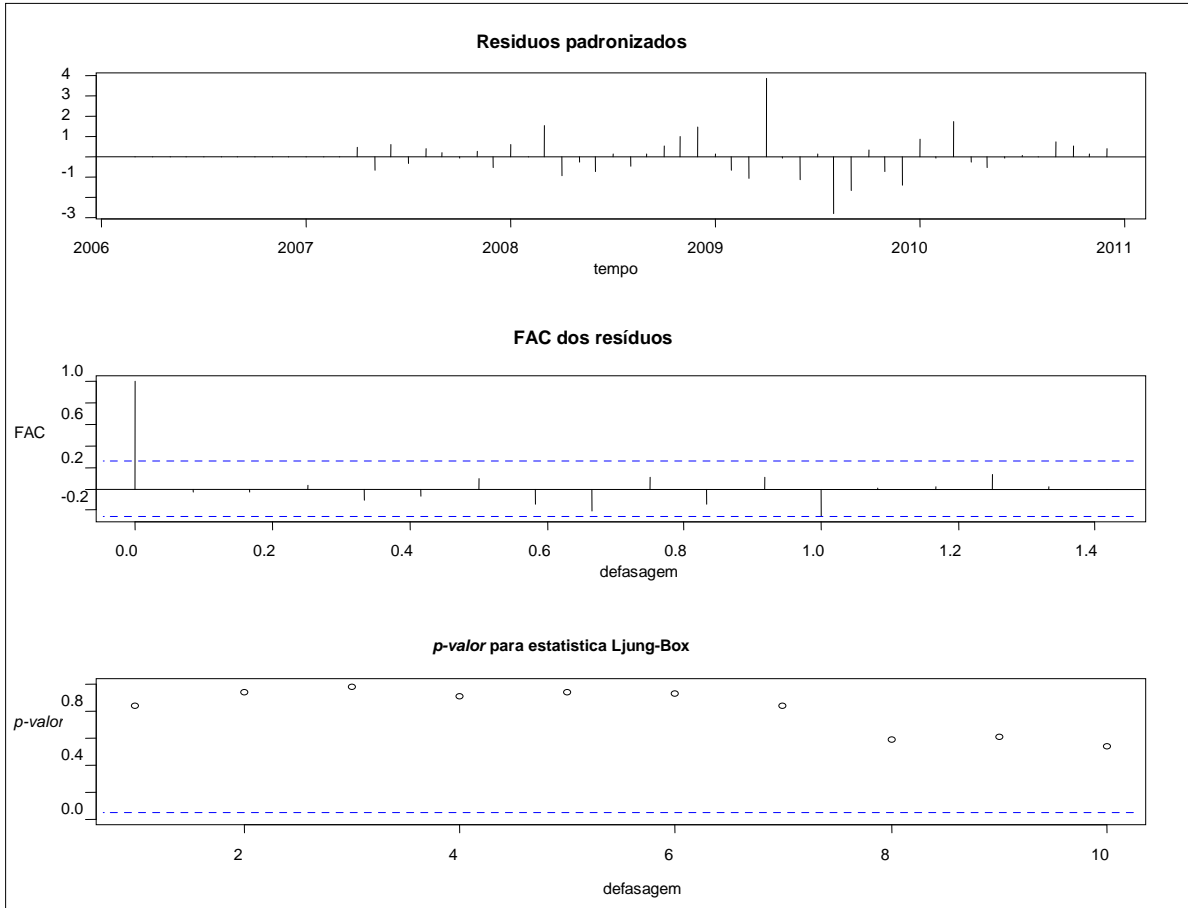 Residuos padronizados
4
3
2
1
-1
-3
2006 2007 2008 2009 2010 2011
tempo
FAC dos resíduos
1.0
0.6
FAC
0.2
-0.2
0.0 0.2 0.4 0.6 0.8 1.0 1.2 1.4
defasagem
p-valor para estatistica Ljung-Box
0.8
p-valor
0.4
0.0
2 4 6 8 10
defasagem